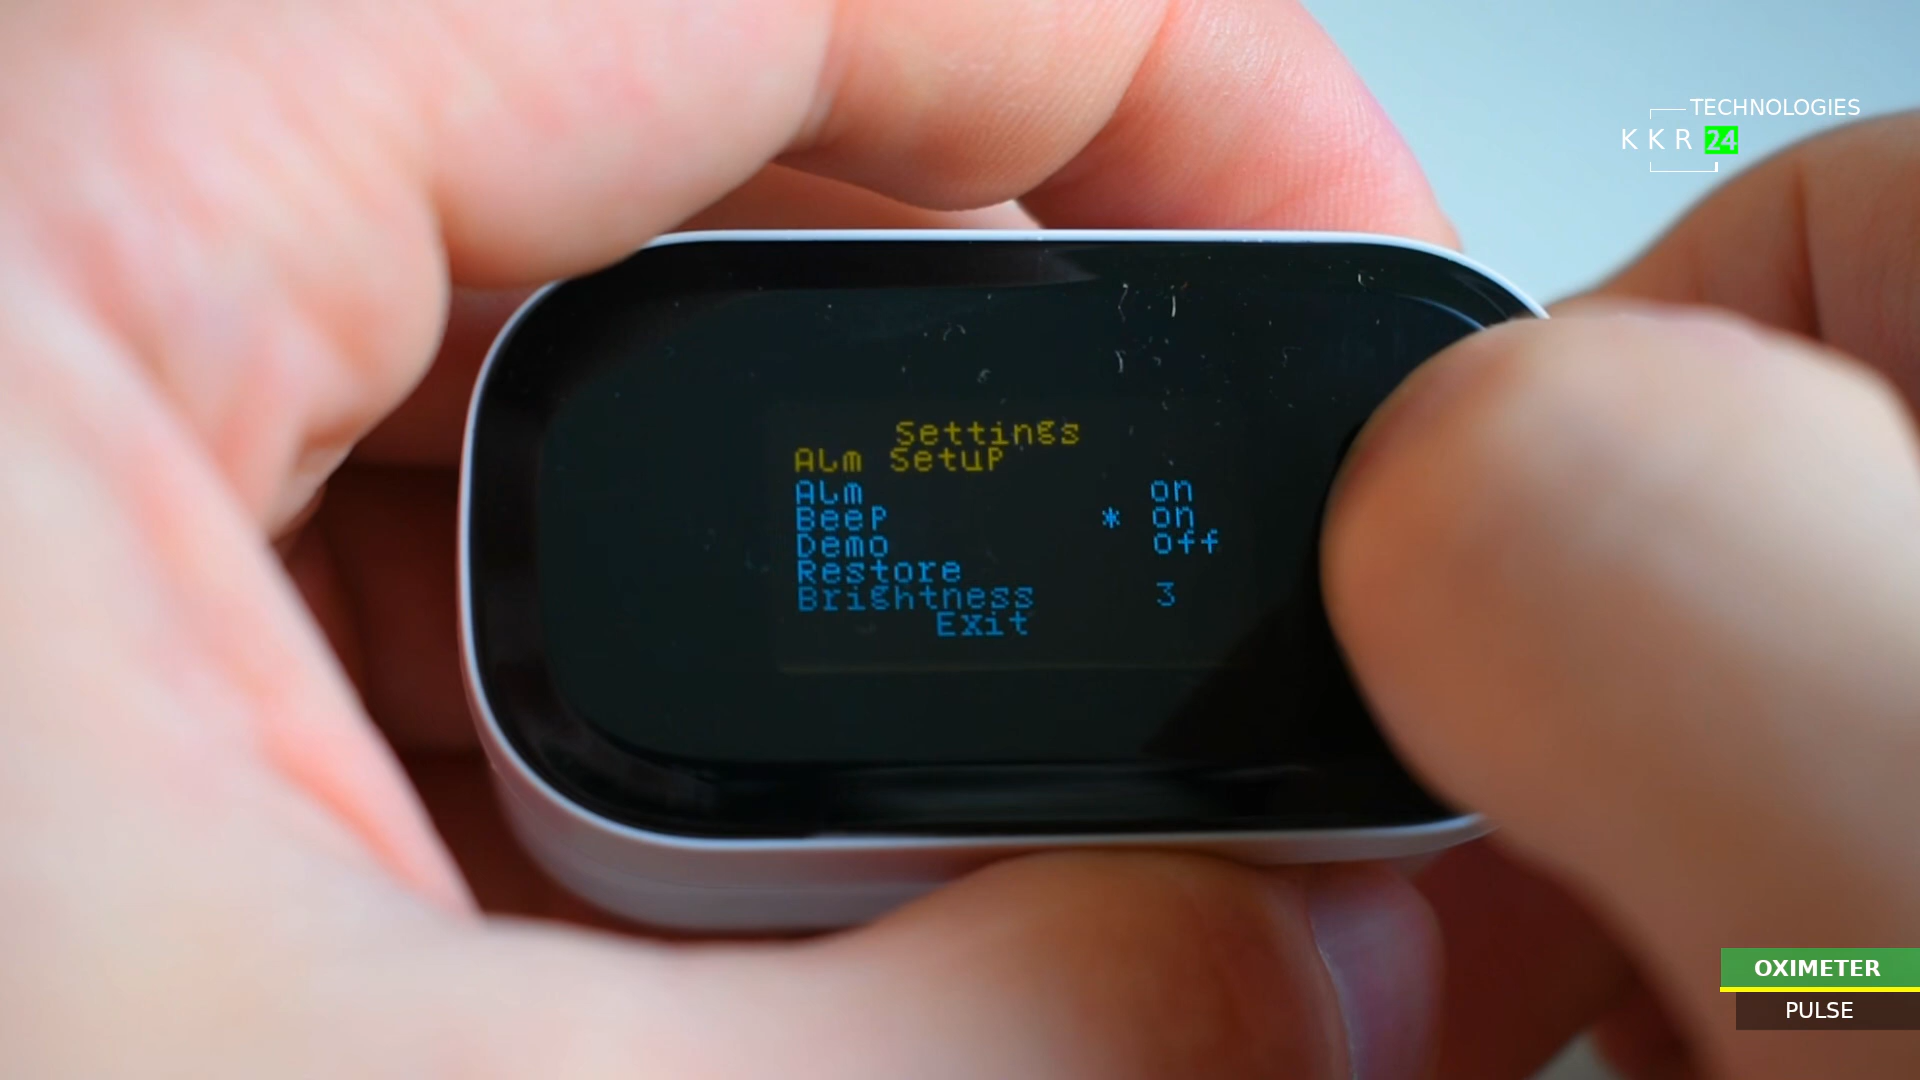 TECHNOLOGIES
KKR 24
Settings
Alm Setup
Alm on
Beep * on
Demo off
Restore
Brightness 3
Exit
OXIMETER
PULSE